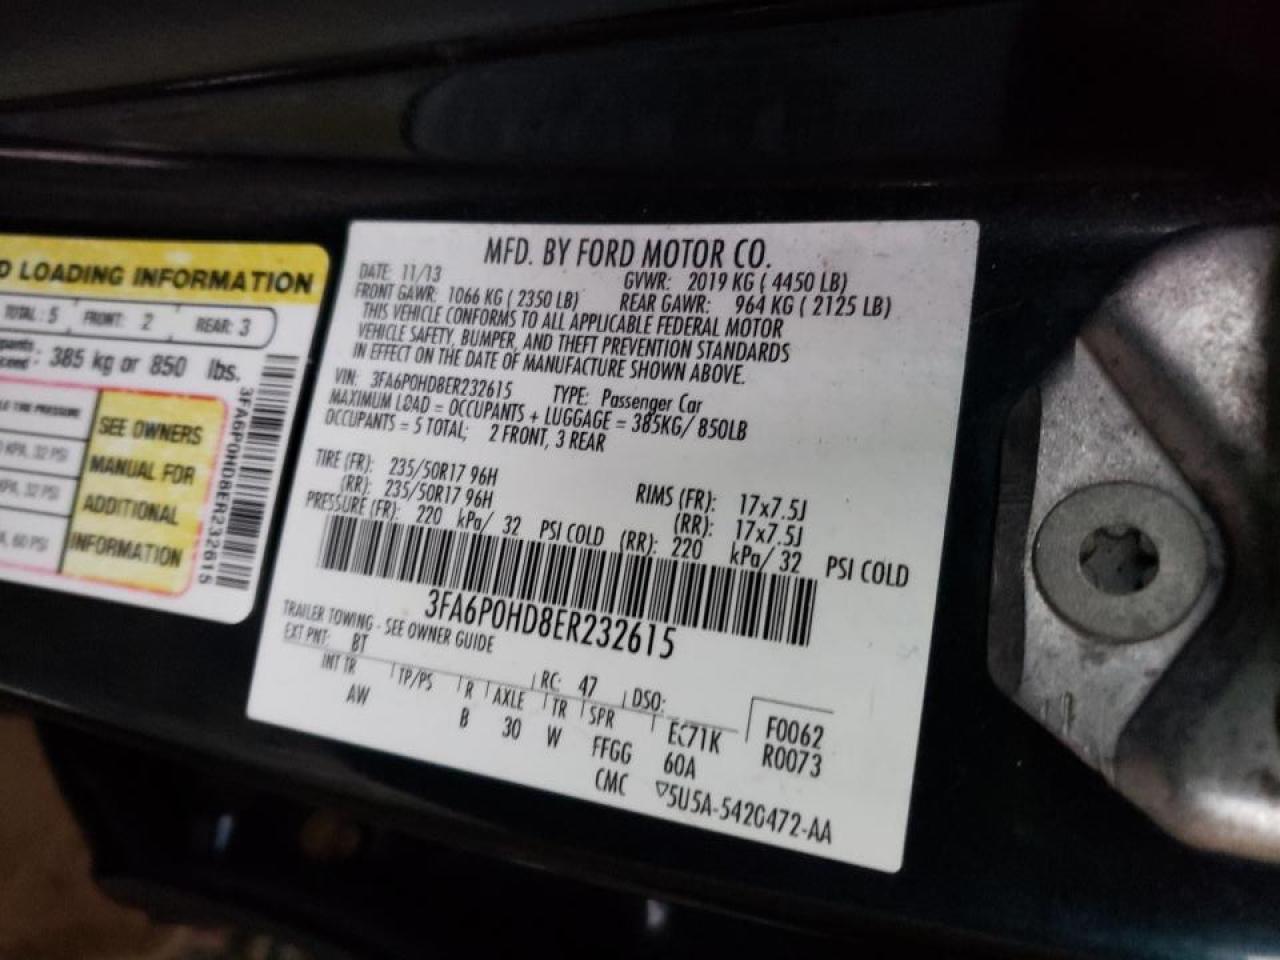 D LOADING INFORMATION
TOTAL: 5 FRONT: 2 REAR: 3
385 kg or 850 lbs.
32 PSI
32 PSI
60 PSI
SEE OWNERS
MANUAL FOR
ADDITIONAL
INFORMATION
3FA6P0HD8ER232615
MFD. BY FORD MOTOR CO.
DATE: 11/13 GVWR: 2019 KG ( 4450 LB)
FRONT GAWR: 1066 KG ( 2350 LB) REAR GAWR: 964 KG ( 2125 LB)
THIS VEHICLE CONFORMS TO ALL APPLICABLE FEDERAL MOTOR
VEHICLE SAFETY, BUMPER, AND THEFT PREVENTION STANDARDS
IN EFFECT ON THE DATE OF MANUFACTURE SHOWN ABOVE.
VIN: 3FA6P0HD8ER232615 TYPE: Passenger Car
MAXIMUM LOAD = OCCUPANTS + LUGGAGE = 385KG/ 850LB
OCCUPANTS = 5 TOTAL; 2 FRONT, 3 REAR
TIRE (FR): 235/50R17 96H RIMS (FR): 17x7.5J
(RR): 235/50R17 96H (RR): 17x7.5J
PRESSURE (FR): 220 kPa/ 32 PSI COLD (RR): 220 kPa/ 32 PSI COLD
3FA6P0HD8ER232615
TRAILER TOWING - SEE OWNER GUIDE
EXT PNT: BT RC: 47 DSO:
INT TR TP/PS R AXLE TR SPR
AW B 30 W FFGG 60A
CMC
F0062
R0073
▽5U5A-5420472-AA